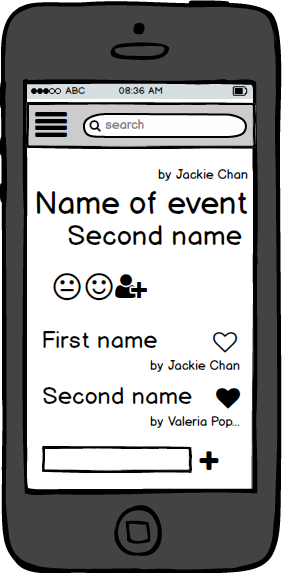 ABC 08:36 AM
search
by Jackie Chan
Name of event
Second name
First name
by Jackie Chan
Second name
by Valeria Pop...